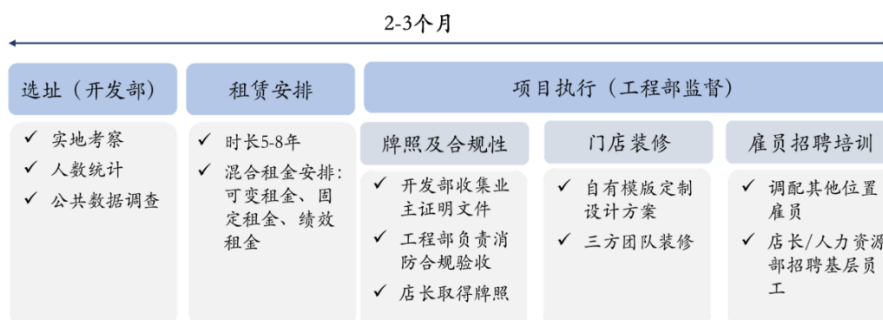 2-3个月
选址（开发部）
✓ 实地考察
✓ 人数统计
✓ 公共数据调查
租赁安排
✓ 时长5-8年
✓ 混合租金安排：
可变租金、固
定租金、绩效
租金
项目执行（工程部监督）
牌照及合规性
✓ 开发部收集业
主证明文件
✓ 工程部负责消
防合规验收
✓ 店长取得牌照
门店装修
✓ 自有模版定制
设计方案
✓ 三方团队装修
雇员招聘培训
✓ 调配其他位置
雇员
✓ 店长/人力资源
部招聘基层员
工